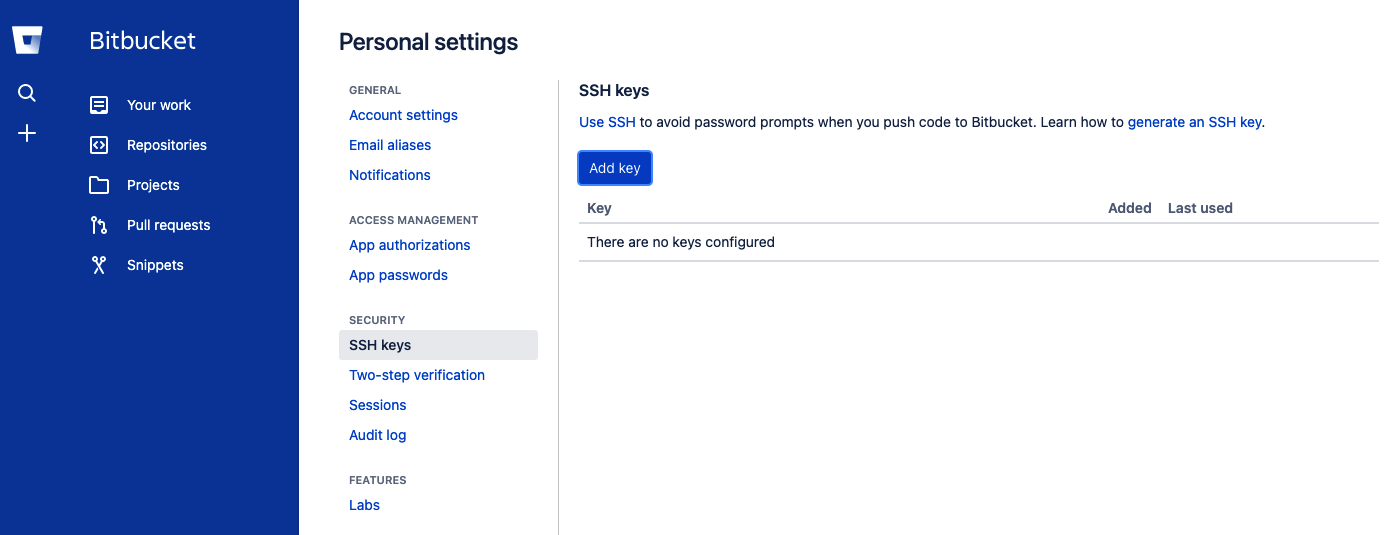 Bitbucket
Your work
Repositories
Projects
Pull requests
Snippets
Personal settings
GENERAL
Account settings
Email aliases
Notifications
ACCESS MANAGEMENT
App authorizations
App passwords
SECURITY
SSH keys
Two-step verification
Sessions
Audit log
FEATURES
Labs
SSH keys
Use SSH to avoid password prompts when you push code to Bitbucket. Learn how to generate an SSH key.
Add key
Key Added Last used
There are no keys configured